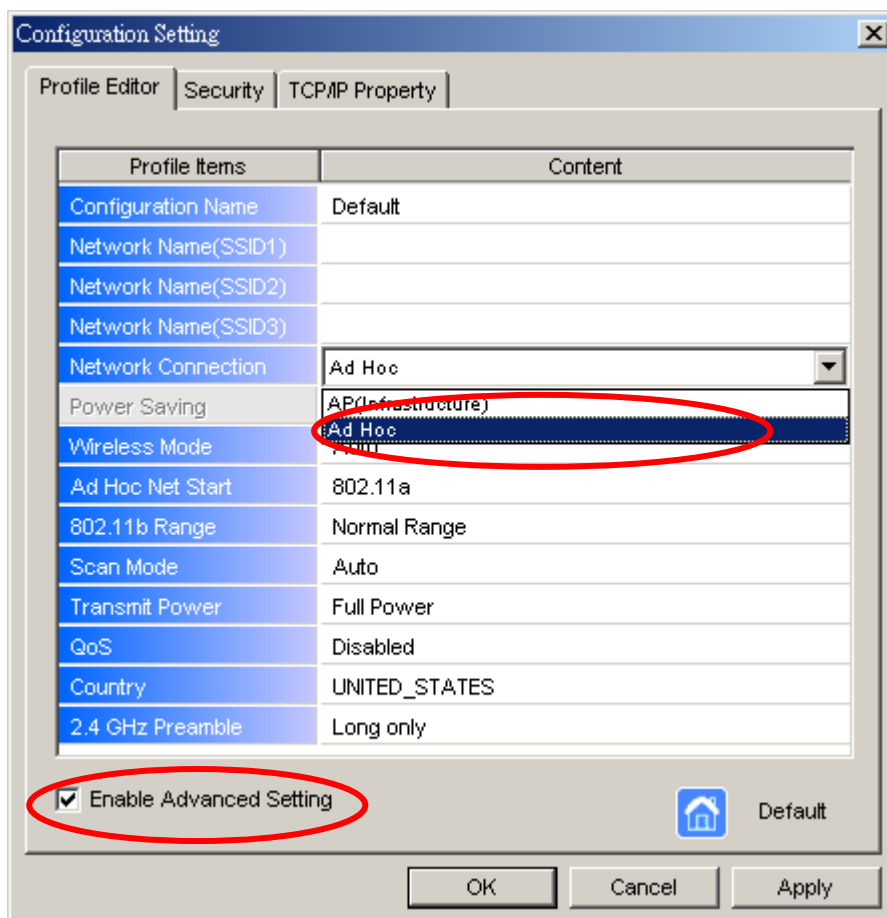 Configuration Setting
Profile Editor Security TCP/IP Property
Profile Items Content
Configuration Name Default
Network Name(SSID1)
Network Name(SSID2)
Network Name(SSID3)
Network Connection Ad Hoc
AP(Infrastructure)
Power Saving
Ad Hoc
Wireless Mode Auto
Ad Hoc Net Start 802.11a
802.11b Range Normal Range
Scan Mode Auto
Transmit Power Full Power
QoS Disabled
Country UNITED_STATES
2.4 GHz Preamble Long only
Enable Advanced Setting Default
OK Cancel Apply